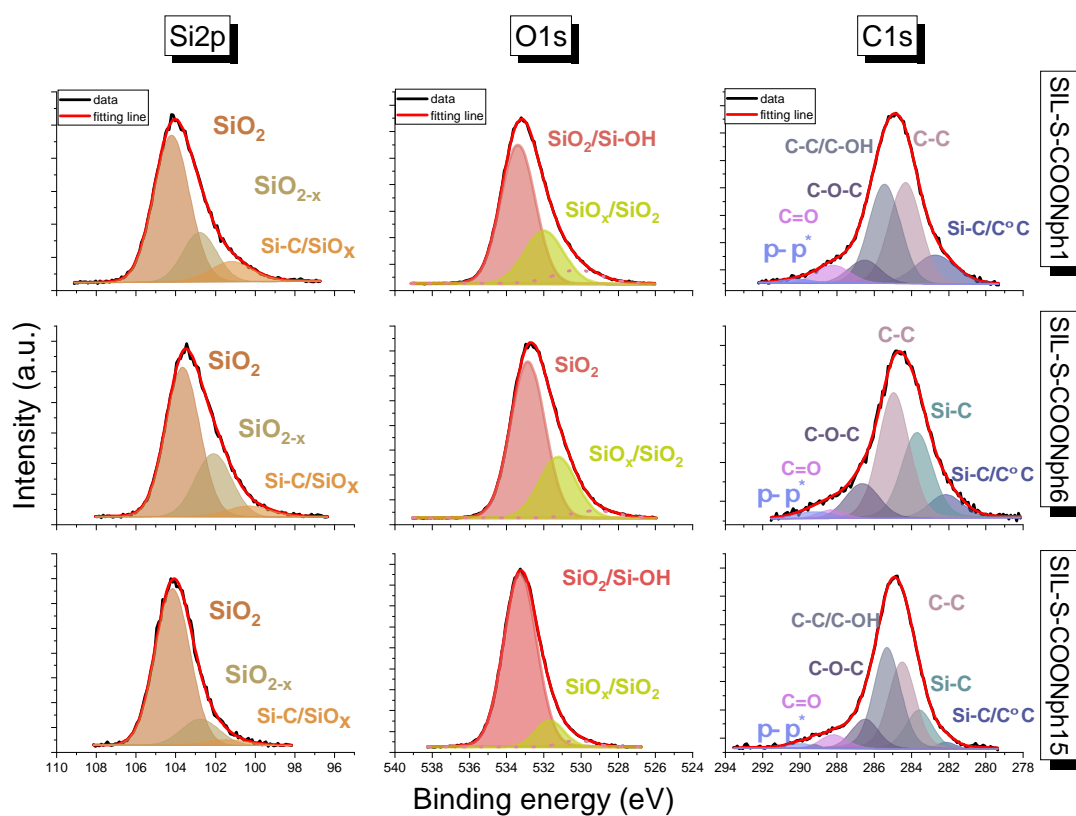 Si2p
O1s
C1s
data
fitting line
SiO2
SiO2-x
Si-C/SiOX
data
fitting line
SiO2/Si-OH
SiOx/SiO2
data
fitting line
C-C/C-OH
C-C
C-O-C
C=O
p- p*
Si-C/CºC
SIL-S-COONph1
SiO2
SiO2-x
Si-C/SiOX
SiO2
SiOx/SiO2
C-C
Si-C
C-O-C
C=O
p- p*
Si-C/CºC
SIL-S-COONph6
SiO2
SiO2-x
Si-C/SiOX
SiO2/Si-OH
SiOx/SiO2
C-C
C-C/C-OH
C-O-C
Si-C
C=O
p- p*
Si-C/CºC
SIL-S-COONph15
Intensity (a.u.)
110 108 106 104 102 100 98 96
540 538 536 534 532 530 528 526 524
294 292 290 288 286 284 282 280 278
Binding energy (eV)